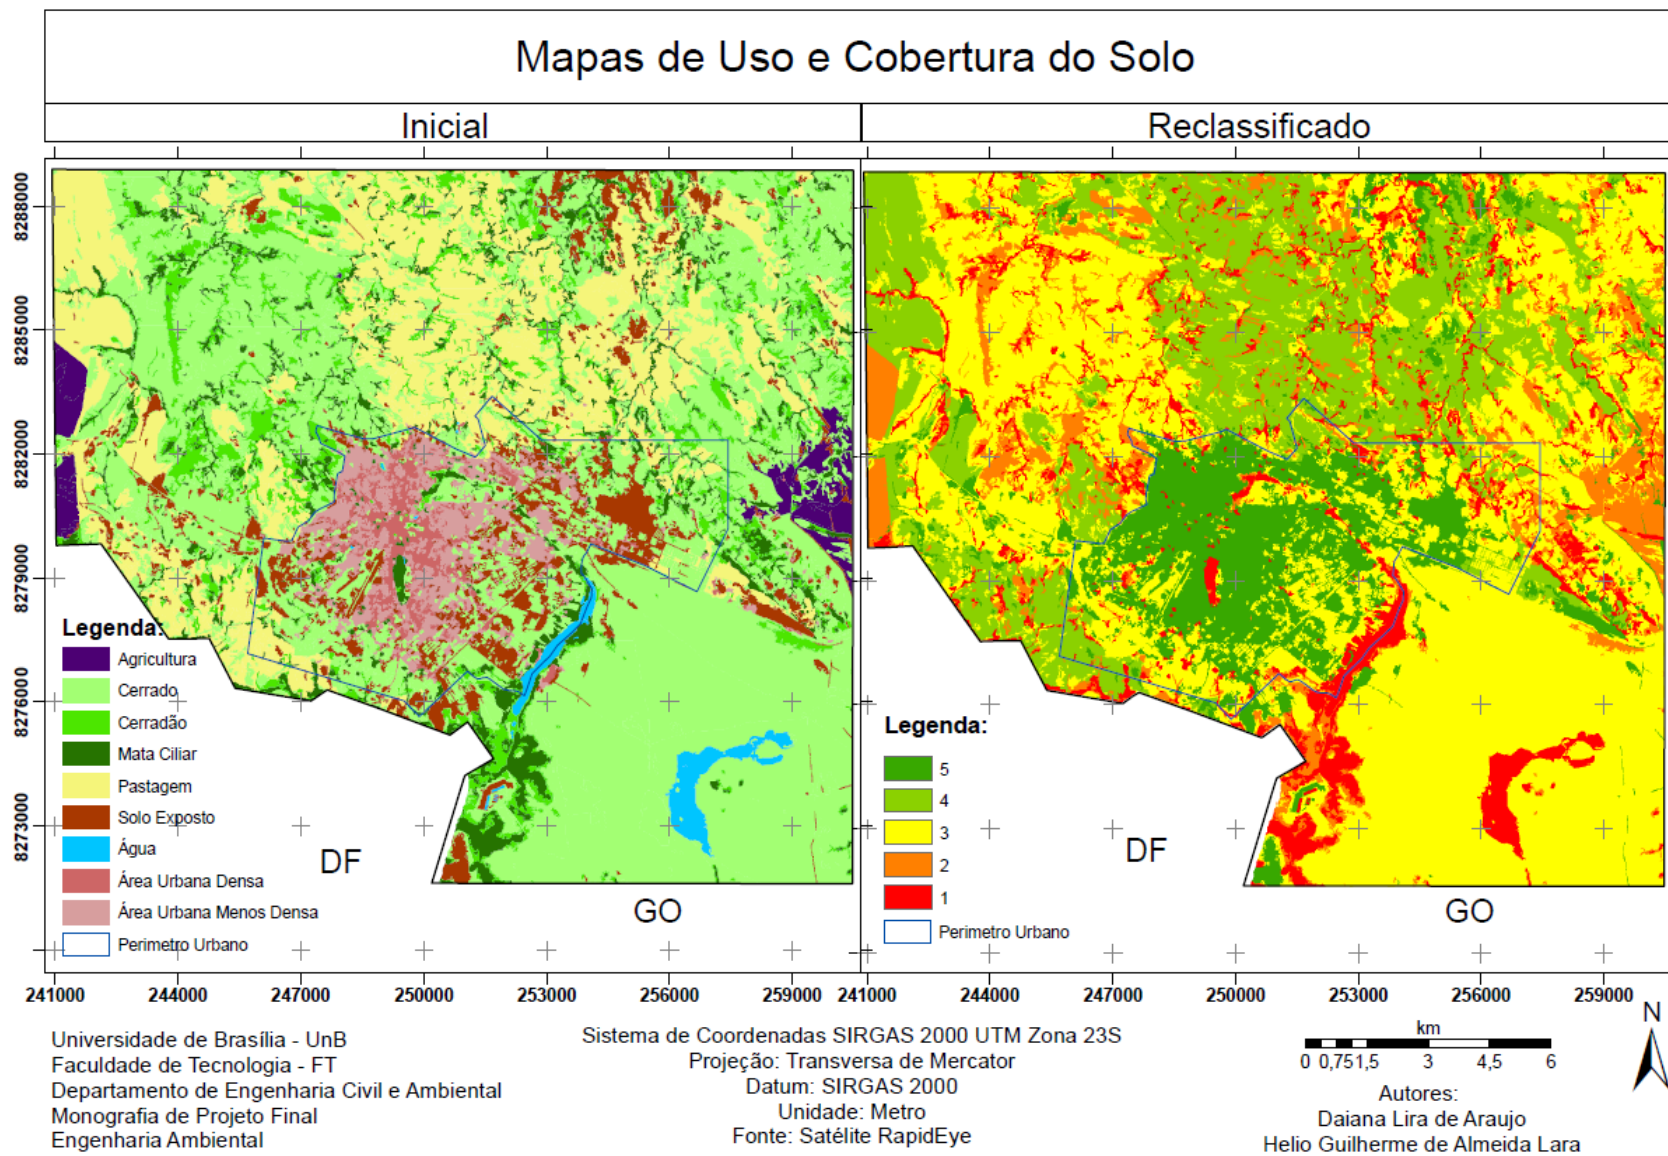 Mapas de Uso e Cobertura do Solo
Inicial
Reclassificado
8288000
8285000
8282000
8279000
8276000
8273000
Legenda:
Agricultura
Cerrado
Cerradão
Mata Ciliar
Pastagem
Solo Exposto
Água
Área Urbana Densa
Área Urbana Menos Densa
Perimetro Urbano
DF
GO
Legenda:
5
4
3
2
1
Perimetro Urbano
DF
GO
241000 244000 247000 250000 253000 256000 259000
241000 244000 247000 250000 253000 256000 259000
Universidade de Brasília - UnB
Faculdade de Tecnologia - FT
Departamento de Engenharia Civil e Ambiental
Monografia de Projeto Final
Engenharia Ambiental
Sistema de Coordenadas SIRGAS 2000 UTM Zona 23S
Projeção: Transversa de Mercator
Datum: SIRGAS 2000
Unidade: Metro
Fonte: Satélite RapidEye
km
0 0,75 1,5 3 4,5 6
N
Autores:
Daiana Lira de Araujo
Helio Guilherme de Almeida Lara